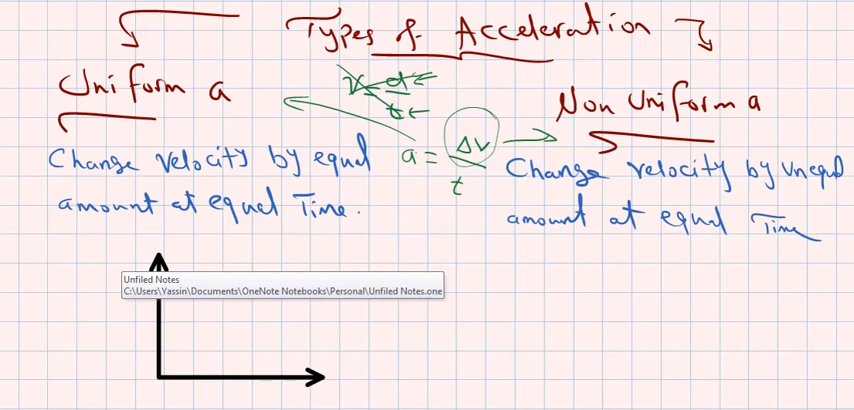 Types of Acceleration
Uniform a
V = d
t
Non Uniform a
Change velocity by equal
amount at equal Time.
a = Δv
t
Change velocity by Unequal
amount at equal Time
Unfiled Notes
C:\Users\Yassin\Documents\OneNote Notebooks\Personal\Unfiled Notes.one